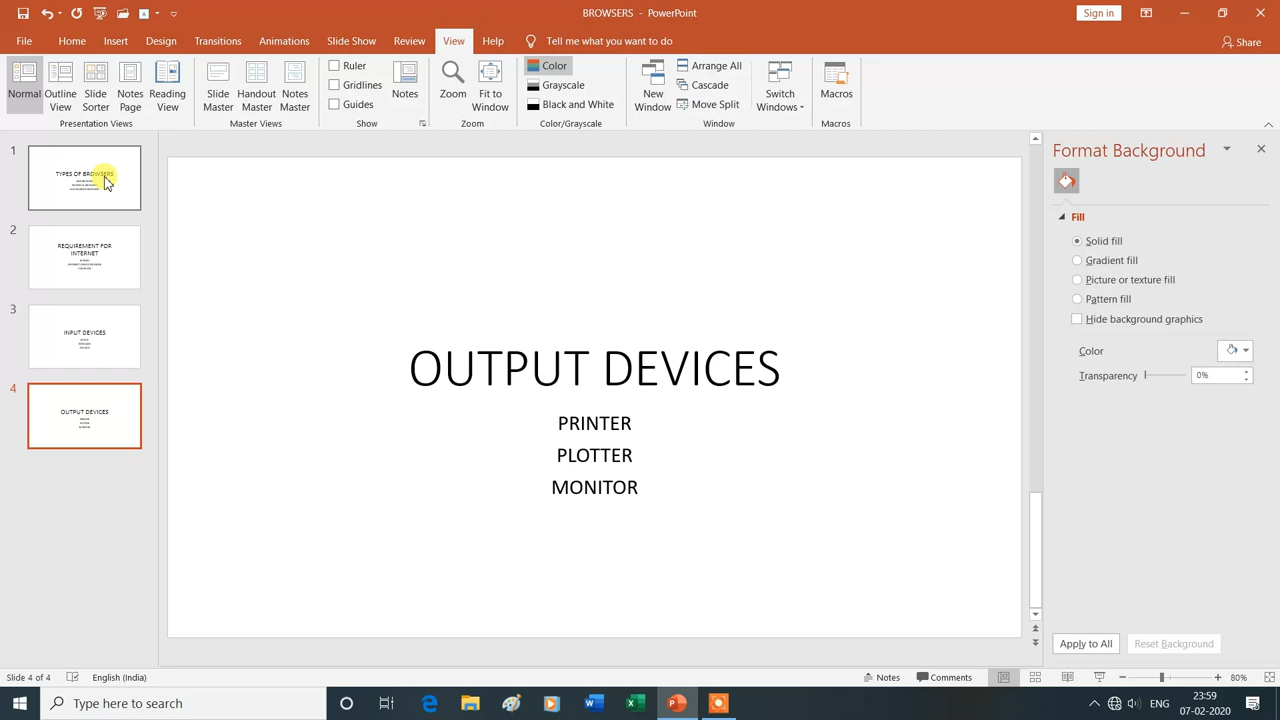 BROWSERS - PowerPoint
Sign in
File Home Insert Design Transitions Animations Slide Show Review View Help Tell me what you want to do
Share
Normal Outline View Slide Sorter Notes Page Reading View
Presentation Views
Slide Master Handout Master Notes Master
Master Views
Ruler
Gridlines
Guides
Notes
Show
Zoom Fit to Window
Zoom
Color
Grayscale
Black and White
Color/Grayscale
New Window
Arrange All
Cascade
Move Split
Switch Windows
Window
Macros
Macros
1
TYPES OF BROWSERS
2
REQUIREMENT FOR
INTERNET
3
INPUT DEVICES
4
OUTPUT DEVICES
OUTPUT DEVICES
PRINTER
PLOTTER
MONITOR
Format Background
Fill
Solid fill
Gradient fill
Picture or texture fill
Pattern fill
Hide background graphics
Color
Transparency 0%
Apply to All Reset Background
Slide 4 of 4 English (India) Notes Comments 80%
Type here to search
ENG
23:59
07-02-2020